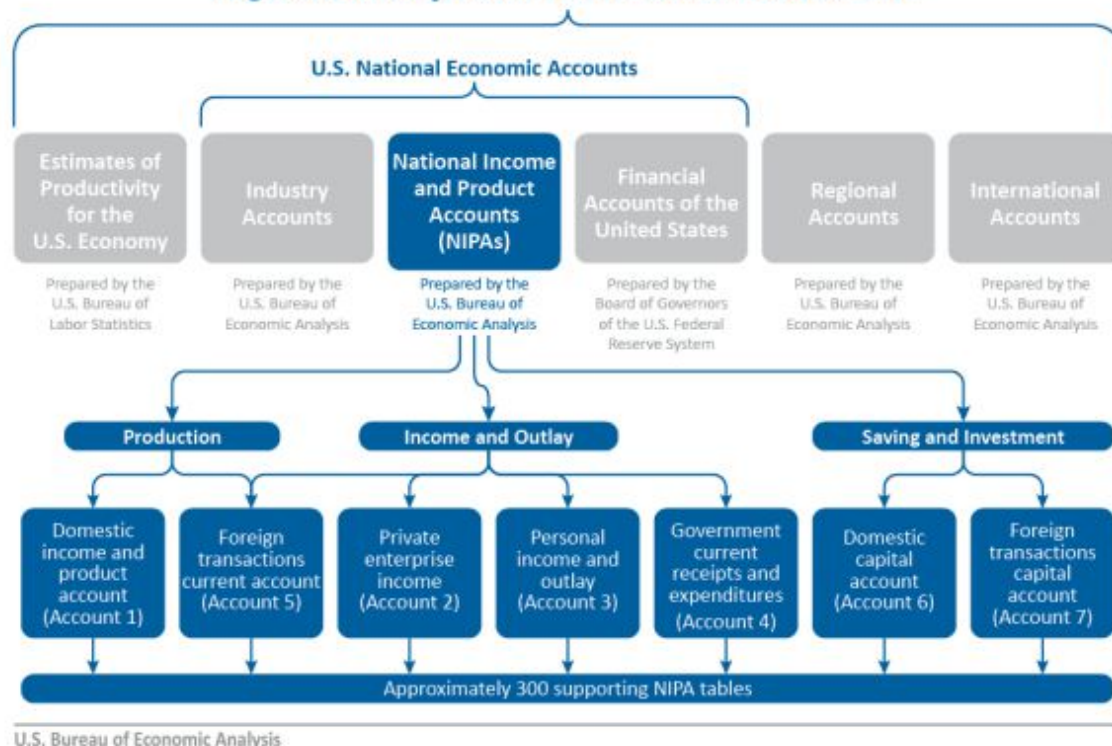 U.S. National Economic Accounts
Estimates of
Productivity
for the
U.S. Economy
Prepared by the
U.S. Bureau of
Labor Statistics
Industry
Accounts
Prepared by the
U.S. Bureau of
Economic Analysis
National Income
and Product
Accounts
(NIPAs)
Prepared by the
U.S. Bureau of
Economic Analysis
Financial
Accounts of the
United States
Prepared by the
Board of Governors
of the U.S. Federal
Reserve System
Regional
Accounts
Prepared by the
U.S. Bureau of
Economic Analysis
International
Accounts
Prepared by the
U.S. Bureau of
Economic Analysis
Production
Income and Outlay
Saving and Investment
Domestic
income and
product
account
(Account 1)
Foreign
transactions
current account
(Account 5)
Private
enterprise
income
(Account 2)
Personal
income and
outlay
(Account 3)
Government
current
receipts and
expenditures
(Account 4)
Domestic
capital
account
(Account 6)
Foreign
transactions
capital
account
(Account 7)
Approximately 300 supporting NIPA tables
U.S. Bureau of Economic Analysis